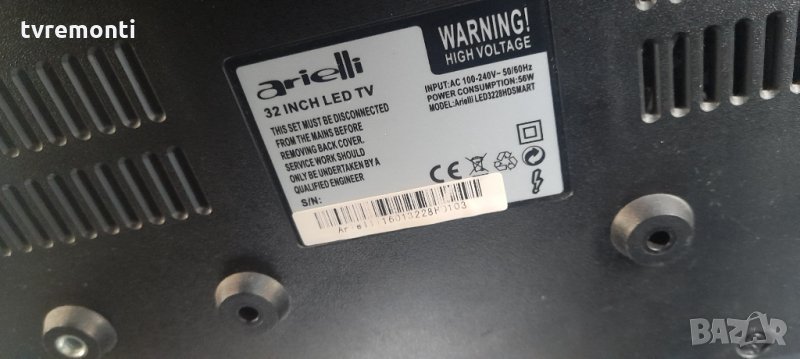 tvremonti
arielli
32 INCH LED TV
THIS SET MUST BE DISCONNECTED
FROM THE MAINS BEFORE
REMOVING BACK COVER.
SERVICE WORK SHOULD
ONLY BE UNDERTAKEN BY A
QUALIFIED ENGINEER
S/N:
WARNING!
HIGH VOLTAGE
INPUT:AC 100-240V~ 50/60Hz
POWER CONSUMPTION:56W
MODEL:Arielli LED3228HDSMART
CE
BAZAR